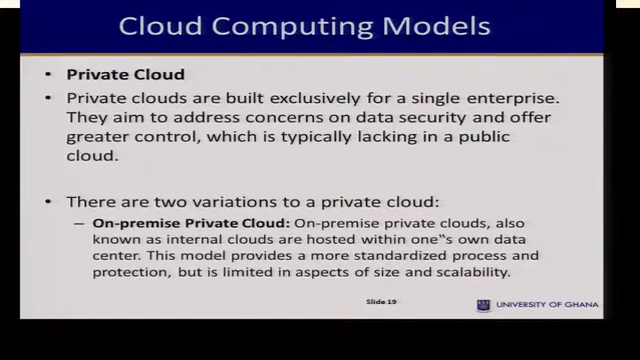 Cloud Computing Models
• Private Cloud
• Private clouds are built exclusively for a single enterprise.
They aim to address concerns on data security and offer
greater control, which is typically lacking in a public
cloud.
• There are two variations to a private cloud:
– On-premise Private Cloud: On-premise private clouds, also
known as internal clouds are hosted within one‟s own data
center. This model provides a more standardized process and
protection, but is limited in aspects of size and scalability.
Slide 19
UNIVERSITY OF GHANA